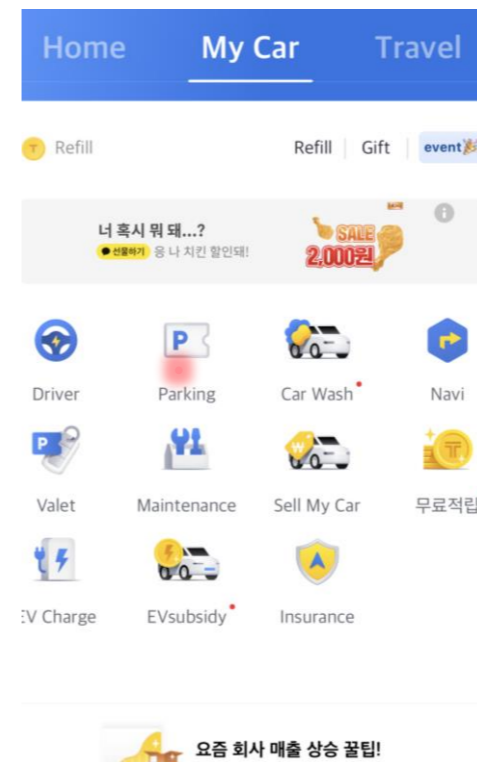 Home My Car Travel
T Refill Refill Gift event
너 혹시 뭐 돼...?
선물하기 응 나 치킨 할인돼!
SALE
2,000원
P
Driver Parking Car Wash Navi
P ₩ T
Valet Maintenance Sell My Car 무료적립
EV Charge EVsubsidy Insurance
요즘 회사 매출 상승 꿀팁!